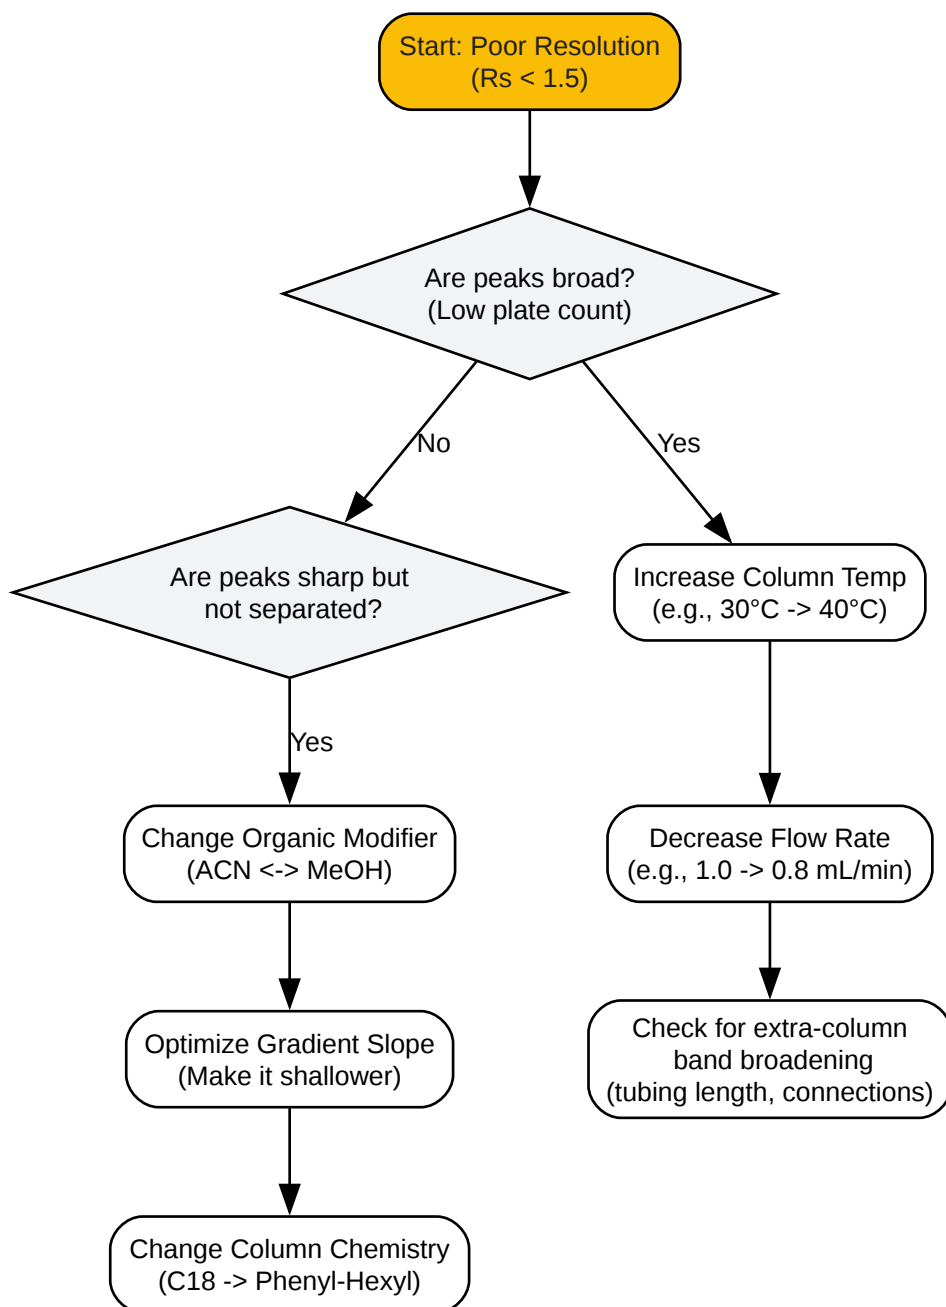 Start: Poor Resolution
(Rs < 1.5)
Are peaks broad?
(Low plate count)
No
Yes
Are peaks sharp but
not separated?
Increase Column Temp
(e.g., 30°C -> 40°C)
Yes
Change Organic Modifier
(ACN <-> MeOH)
Decrease Flow Rate
(e.g., 1.0 -> 0.8 mL/min)
Optimize Gradient Slope
(Make it shallower)
Check for extra-column
band broadening
(tubing length, connections)
Change Column Chemistry
(C18 -> Phenyl-Hexyl)